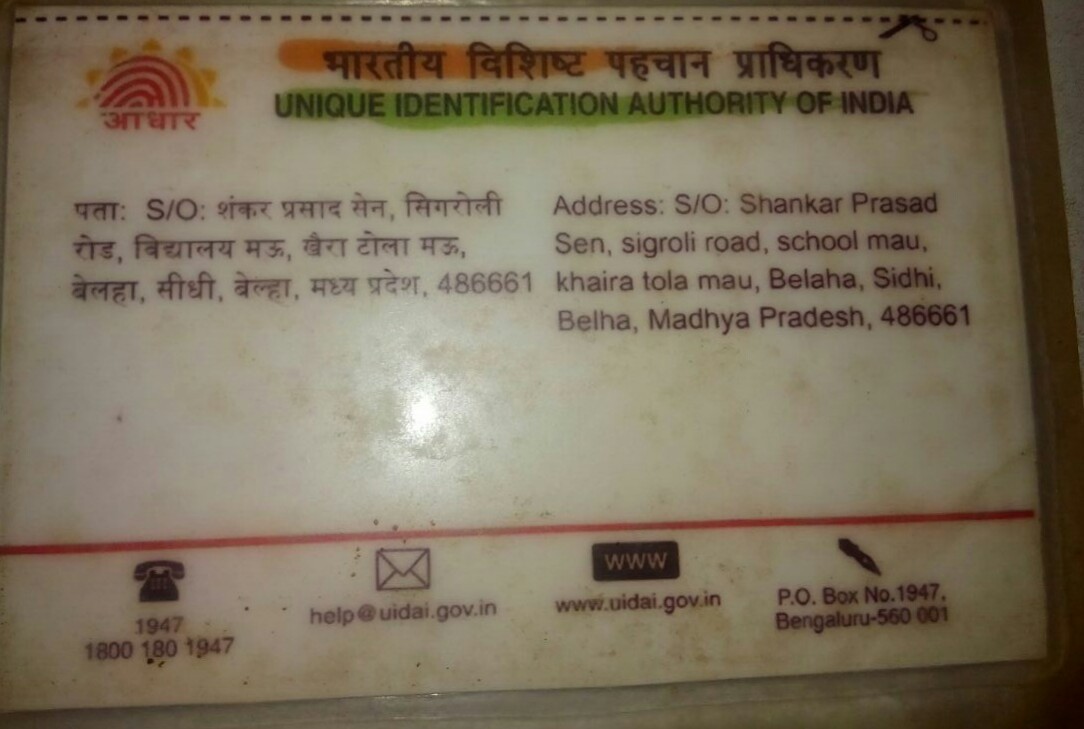 भारतीय विशिष्ट पहचान प्राधिकरण
UNIQUE IDENTIFICATION AUTHORITY OF INDIA
आधार
पता: S/O: शंकर प्रसाद सेन, सिगरोली
रोड, विद्यालय मऊ, खैरा टोला मऊ,
बेलहा, सीधी, बेल्हा, मध्य प्रदेश, 486661
Address: S/O: Shankar Prasad
Sen, sigroli road, school mau,
khaira tola mau, Belaha, Sidhi,
Belha, Madhya Pradesh, 486661
1947
1800 180 1947
help@uidai.gov.in
www
www.uidai.gov.in
P.O. Box No.1947,
Bengaluru-560 001